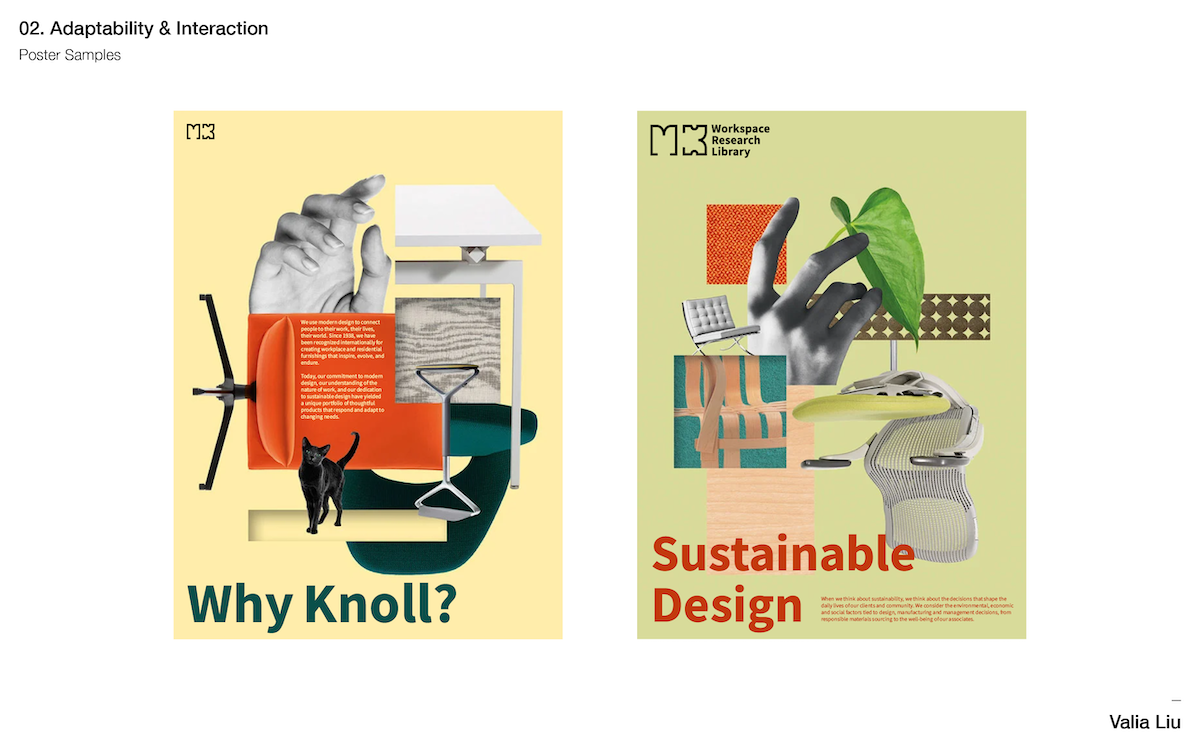 02. Adaptability & Interaction
Poster Samples
Workspace
Research
Library
We use modern design to connect
people to their work, their lives,
their world. Since 1938, we have
been recognized internationally for
creating workplace and residential
furnishings that inspire, evolve, and
endure.
Today, our commitment to modern
design, our understanding of the
nature of work, and our dedication
to sustainable design have yielded
a unique portfolio of thoughtful
products that respond and adapt to
changing needs.
Why Knoll?
Sustainable
Design
When we think about sustainability, we think about the decisions that shape the
daily lives of our clients and community. We consider the environmental, economic
and social factors tied to design, manufacturing and management decisions, from
responsible materials sourcing to the well-being of our associates.
Valia Liu